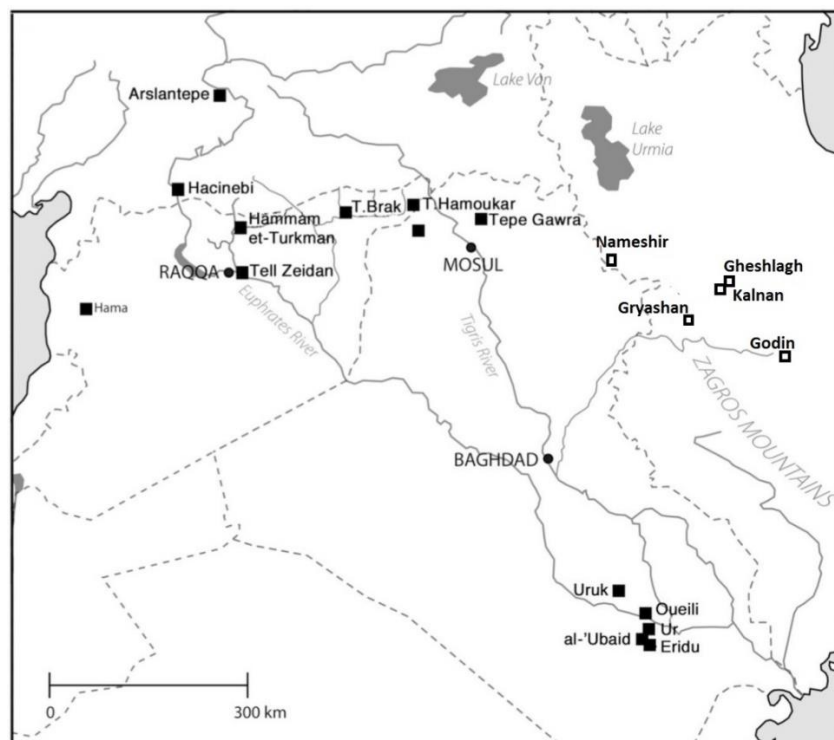 Lake Van
Arslantepe
Lake
Urmia
Hacinebi
T.Brak
T.Hamoukar
Tepe Gawra
Hammam
et-Turkman
Nameshir
MOSUL
RAQQA
Tell Zeidan
Gheshlagh
Kalnan
Hama
Gryashan
Euphrates River
Tigris River
Godin
ZAGROS MOUNTAINS
BAGHDAD
Uruk
Oueili
Ur
al-'Ubaid
Eridu
0
300 km